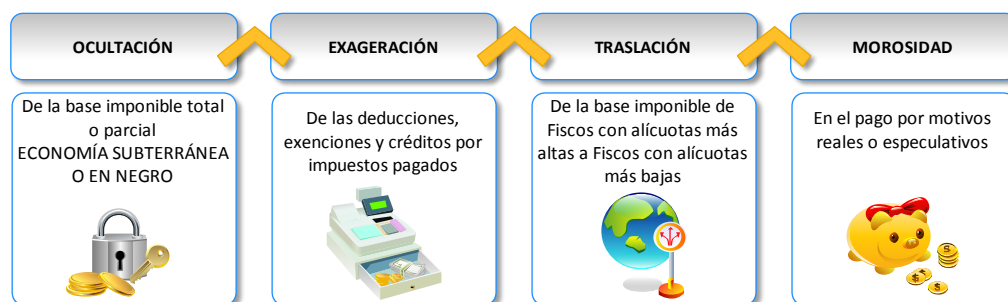 OCULTACIÓN
De la base imponible total
o parcial
ECONOMÍA SUBTERRÁNEA
O EN NEGRO
EXAGERACIÓN
De las deducciones,
exenciones y créditos por
impuestos pagados
TRASLACIÓN
De la base imponible de
Fiscos con alícuotas más
altas a Fiscos con alícuotas
más bajas
MOROSIDAD
En el pago por motivos
reales o especulativos